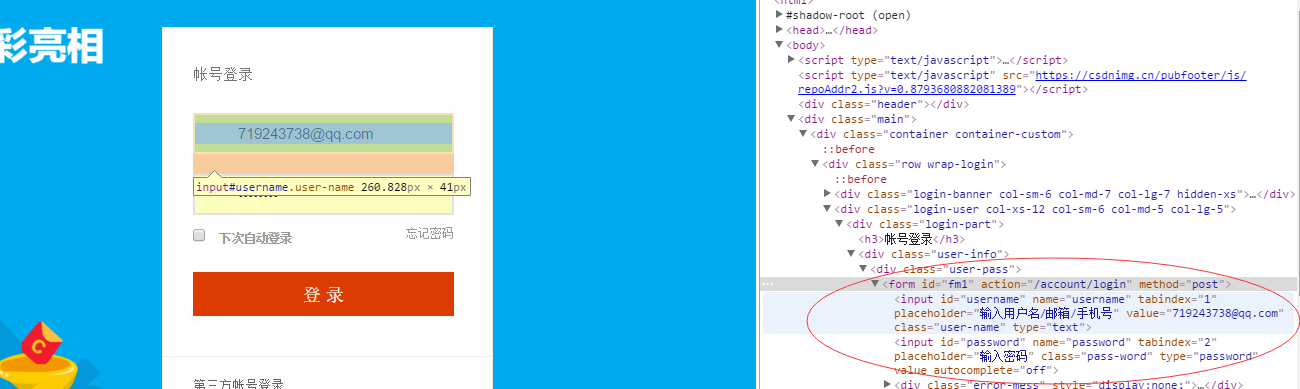 彩亮相
帐号登录
719243738@qq.com
input#username.user-name 260.828px × 41px
下次自动登录
忘记密码
登 录
第三方帐号登录
<html>
▶#shadow-root (open)
▶<head>…</head>
▼<body>
▶<script type="text/javascript">…</script>
<script type="text/javascript" src="https://csdnimg.cn/pubfooter/js/
repoAddr2.js?v=0.8793680882081389"></script>
<div class="header"></div>
▼<div class="main">
▼<div class="container container-custom">
::before
▼<div class="row wrap-login">
::before
▶<div class="login-banner col-sm-6 col-md-7 col-lg-7 hidden-xs">…</div>
▼<div class="login-user col-xs-12 col-sm-6 col-md-5 col-lg-5">
▼<div class="login-part">
<h3>帐号登录</h3>
▼<div class="user-info">
▼<div class="user-pass">
▼<form id="fm1" action="/account/login" method="post">
<input id="username" name="username" tabindex="1"
placeholder="输入用户名/邮箱/手机号" value="719243738@qq.com"
class="user-name" type="text">
<input id="password" name="password" tabindex="2"
placeholder="输入密码" class="pass-word" type="password"
value autocomplete="off">
▶<div class="error-mess" style="display:none;">…</div>